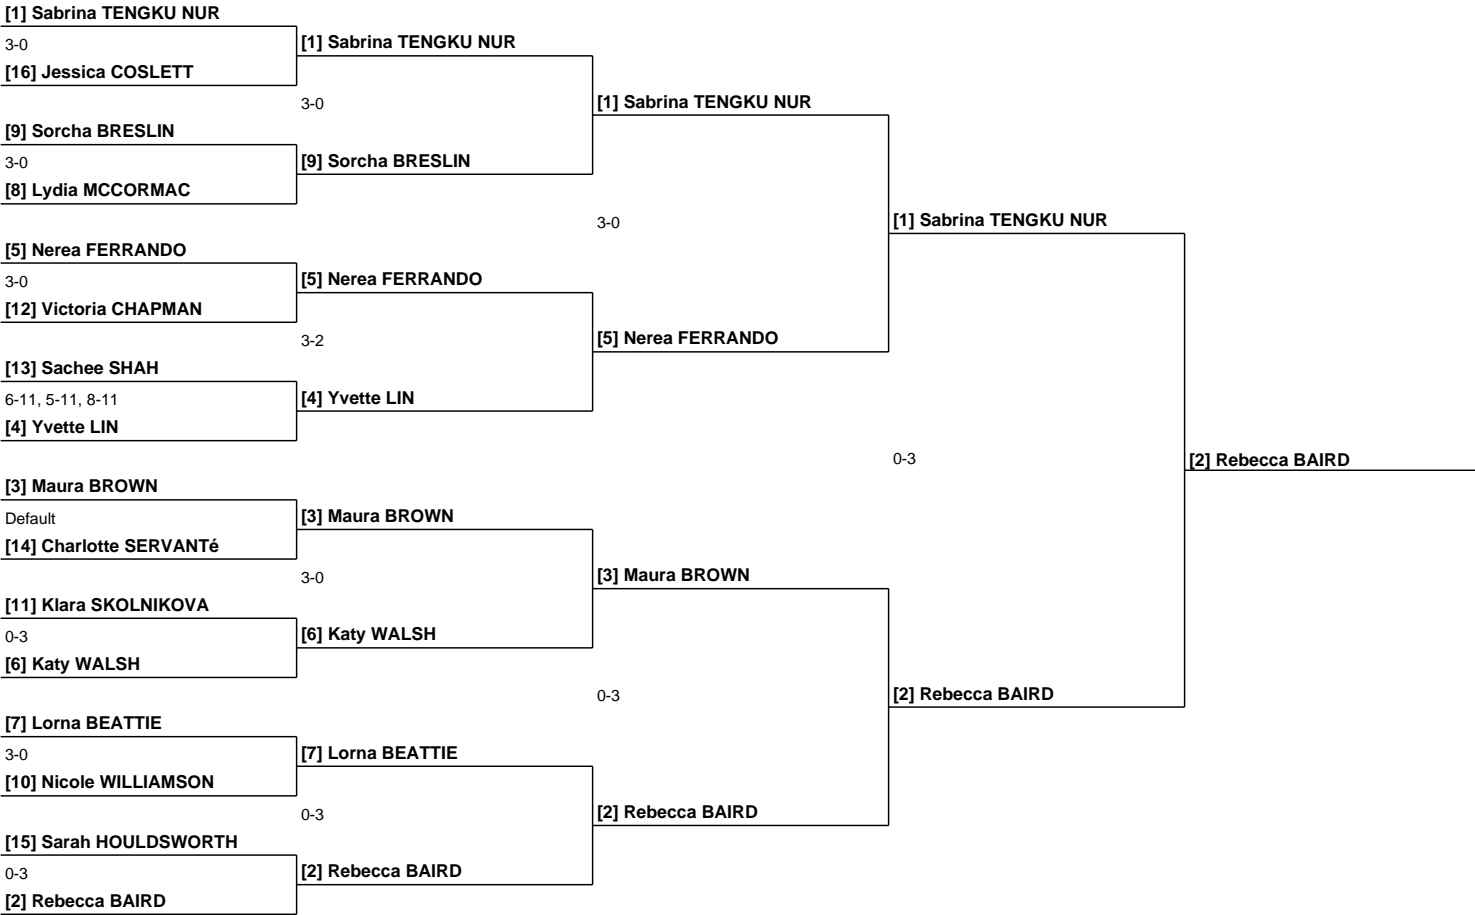 [1] Sabrina TENGKU NUR
3-0
[16] Jessica COSLETT
[9] Sorcha BRESLIN
3-0
[8] Lydia MCCORMAC
[5] Nerea FERRANDO
3-0
[12] Victoria CHAPMAN
[13] Sachee SHAH
6-11, 5-11, 8-11
[4] Yvette LIN
[3] Maura BROWN
Default
[14] Charlotte SERVANTé
[11] Klara SKOLNIKOVA
0-3
[6] Katy WALSH
[7] Lorna BEATTIE
3-0
[10] Nicole WILLIAMSON
[15] Sarah HOULDSWORTH
0-3
[2] Rebecca BAIRD
[1] Sabrina TENGKU NUR
3-0
[9] Sorcha BRESLIN
[5] Nerea FERRANDO
3-2
[4] Yvette LIN
[3] Maura BROWN
3-0
[6] Katy WALSH
[7] Lorna BEATTIE
0-3
[2] Rebecca BAIRD
[1] Sabrina TENGKU NUR
3-0
[5] Nerea FERRANDO
[3] Maura BROWN
0-3
[2] Rebecca BAIRD
[1] Sabrina TENGKU NUR
0-3
[2] Rebecca BAIRD
[2] Rebecca BAIRD